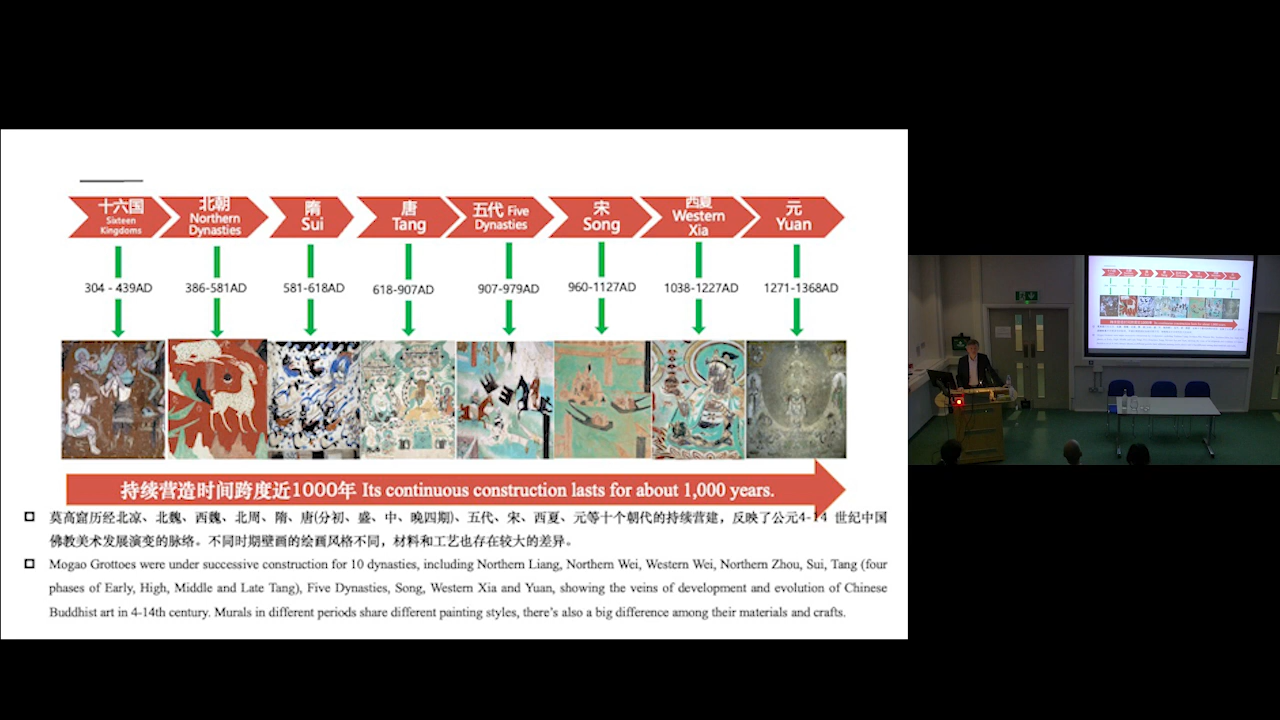 十六国
Sixteen
Kingdoms
北朝
Northern
Dynasties
隋
Sui
唐
Tang
五代 Five
Dynasties
宋
Song
西夏
Western
Xia
元
Yuan
304 - 439AD
386-581AD
581-618AD
618-907AD
907-979AD
960-1127AD
1038-1227AD
1271-1368AD
持续营造时间跨度近1000年 Its continuous construction lasts for about 1,000 years.
莫高窟历经北凉、北魏、西魏、北周、隋、唐(分初、盛、中、晚四期)、五代、宋、西夏、元等十个朝代的持续营建，反映了公元4-14 世纪中国
佛教美术发展演变的脉络。不同时期壁画的绘画风格不同，材料和工艺也存在较大的差异。
Mogao Grottoes were under successive construction for 10 dynasties, including Northern Liang, Northern Wei, Western Wei, Northern Zhou, Sui, Tang (four
phases of Early, High, Middle and Late Tang), Five Dynasties, Song, Western Xia and Yuan, showing the veins of development and evolution of Chinese
Buddhist art in 4-14th century. Murals in different periods share different painting styles, there's also a big difference among their materials and crafts.